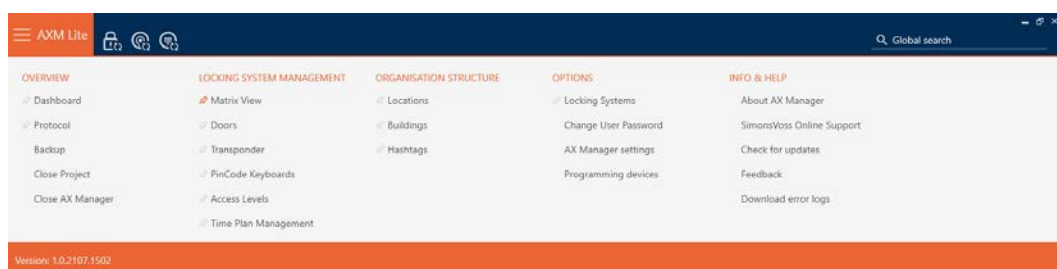 AXM Lite
Global search
OVERVIEW
Dashboard
Protocol
Backup
Close Project
Close AX Manager
LOCKING SYSTEM MANAGEMENT
Matrix View
Doors
Transponder
PinCode Keyboards
Access Levels
Time Plan Management
ORGANISATION STRUCTURE
Locations
Buildings
Hashtags
OPTIONS
Locking Systems
Change User Password
AX Manager settings
Programming devices
INFO & HELP
About AX Manager
SimonsVoss Online Support
Check for updates
Feedback
Download error logs
Version: 1.0.2107.1502